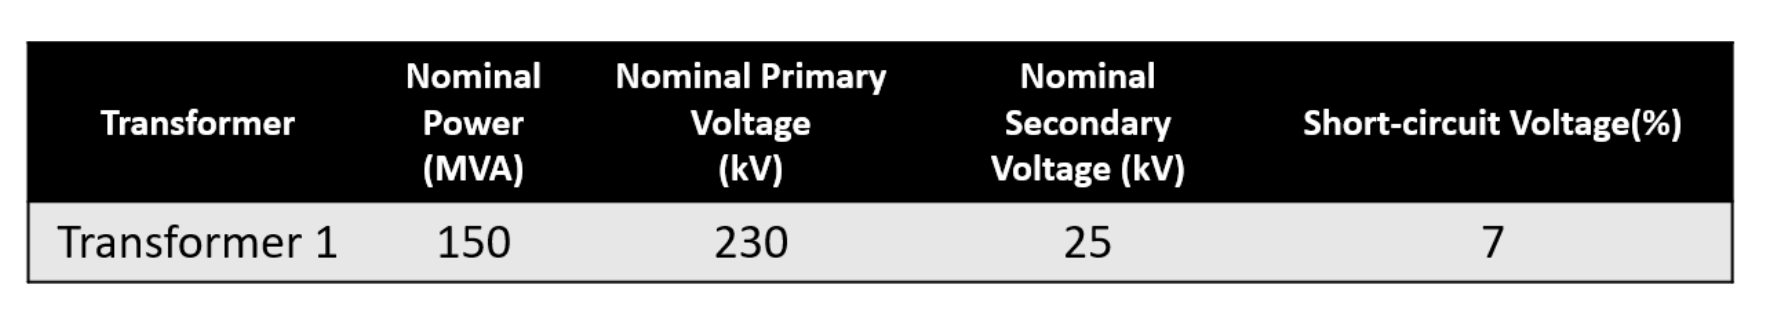 Transformer
Nominal
Power
(MVA)
Nominal Primary
Voltage
(kV)
Nominal
Secondary
Voltage (kV)
Short-circuit Voltage(%)
Transformer 1 150 230 25 7